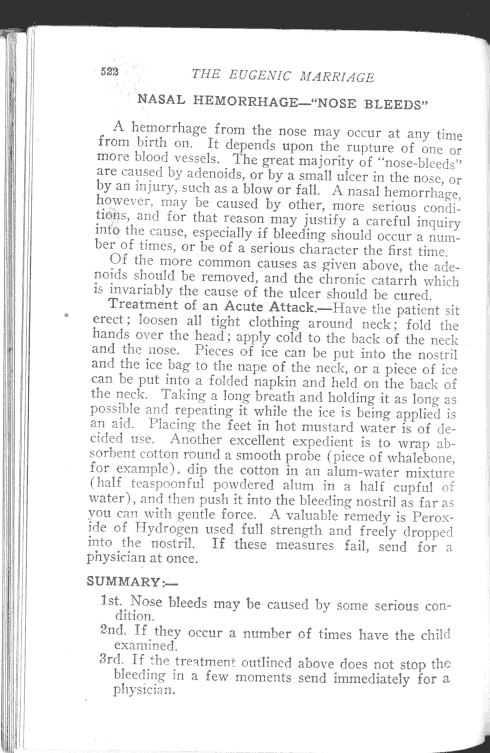 522 THE EUGENIC MARRIAGE
NASAL HEMORRHAGE—“NOSE BLEEDS”
A hemorrhage from the nose may occur at any time
from birth on. It depends upon the rupture of one or
more blood vessels. The great majority of “nose-bleeds”
are caused by adenoids, or by a small ulcer in the nose, or
by an injury, such as a blow or fall. A nasal hemorrhage,
however, may be caused by other, more serious condi-
tions, and for that reason may justify a careful inquiry
into the cause, especially if bleeding should occur a num-
ber of times, or be of a serious character the first time.
Of the more common causes as given above, the ade-
noids should be removed, and the chronic catarrh which
is invariably the cause of the ulcer should be cured.
Treatment of an Acute Attack.—Have the patient sit
erect; loosen all tight clothing around neck; fold the
hands over the head; apply cold to the back of the neck
and the nose. Pieces of ice can be put into the nostril
and the ice bag to the nape of the neck, or a piece of ice
can be put into a folded napkin and held on the back of
the neck. Taking a long breath and holding it as long as
possible and repeating it while the ice is being applied is
an aid. Placing the feet in hot mustard water is of de-
cided use. Another excellent expedient is to wrap ab-
sorbent cotton round a smooth probe (piece of whalebone,
for example), dip the cotton in an alum-water mixture
(half teaspoonful powdered alum in a half cupful of
water), and then push it into the bleeding nostril as far as
you can with gentle force. A valuable remedy is Perox-
ide of Hydrogen used full strength and freely dropped
into the nostril. If these measures fail, send for a
physician at once.
SUMMARY:—
1st. Nose bleeds may be caused by some serious con-
dition.
2nd. If they occur a number of times have the child
examined.
3rd. If the treatment outlined above does not stop the
bleeding in a few moments send immediately for a
physician.